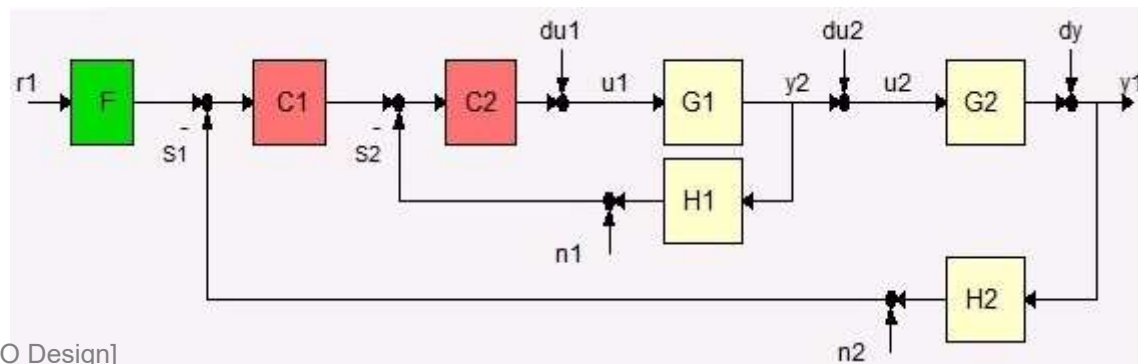 du1 du2 dy
r1 F C1 C2 u1 G1 y2 u2 G2 y1
- -
S1 S2
H1
n1
H2
O Design]
n2